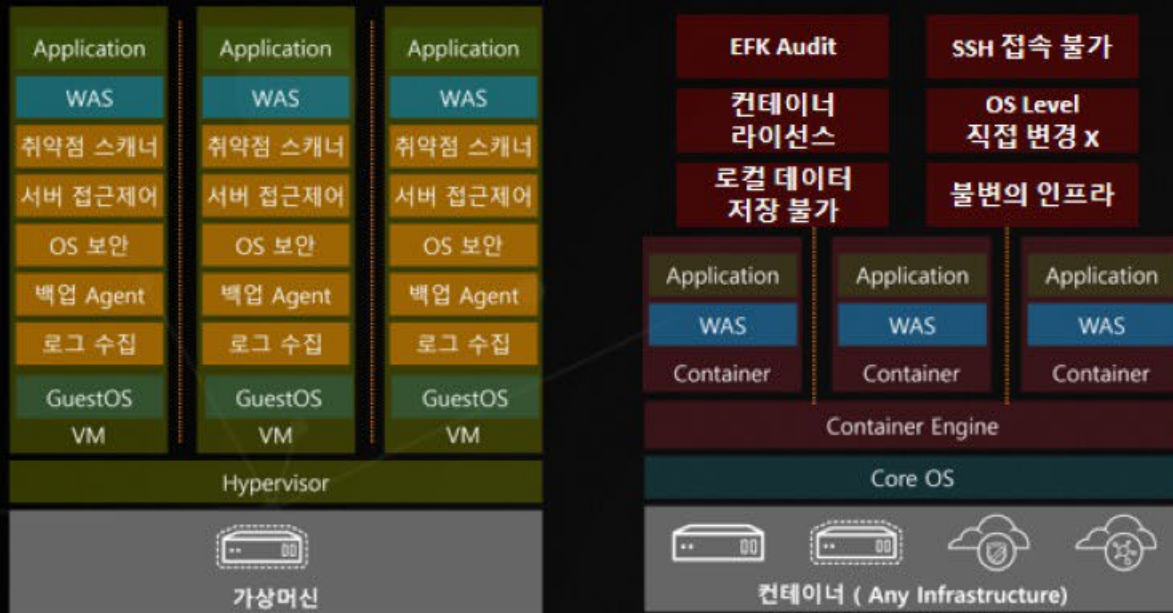 Application
WAS
취약점 스캐너
서버 접근제어
OS 보안
백업 Agent
로그 수집
GuestOS
VM
Application
WAS
취약점 스캐너
서버 접근제어
OS 보안
백업 Agent
로그 수집
GuestOS
VM
Application
WAS
취약점 스캐너
서버 접근제어
OS 보안
백업 Agent
로그 수집
GuestOS
VM
Hypervisor
가상머신
EFK Audit
SSH 접속 불가
컨테이너
라이선스
OS Level
직접 변경 X
로컬 데이터
저장 불가
불변의 인프라
Application
WAS
Container
Application
WAS
Container
Application
WAS
Container
Container Engine
Core OS
컨테이너 ( Any Infrastructure)